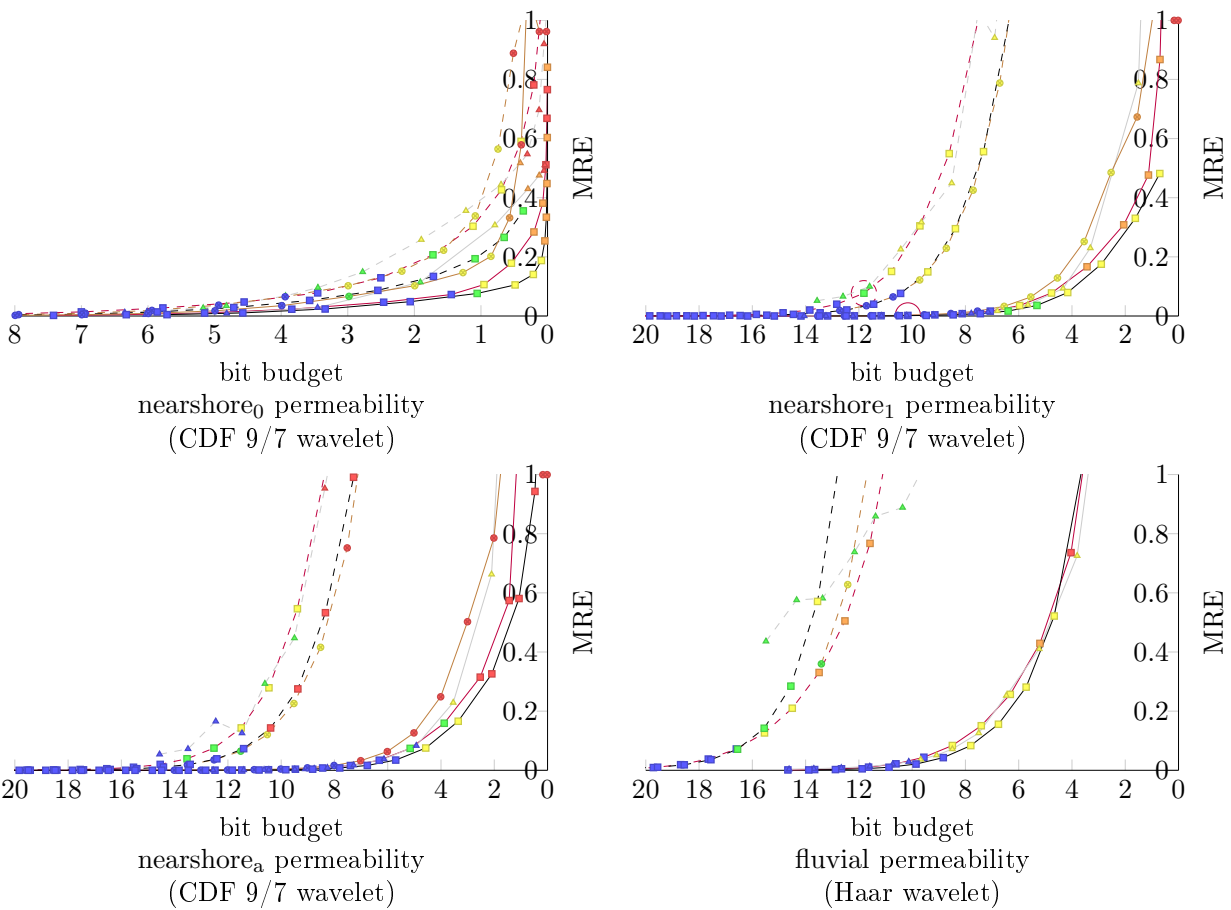 1
0.8
0.6
0.4
0.2
MRE
8 7 6 5 4 3 2 1 0
bit budget
nearshore0 permeability
(CDF 9/7 wavelet)
1
0.8
0.6
0.4
0.2
0
MRE
20 18 16 14 12 10 8 6 4 2 0
bit budget
nearshore1 permeability
(CDF 9/7 wavelet)
1
0.8
0.6
0.4
0.2
0
MRE
20 18 16 14 12 10 8 6 4 2 0
bit budget
nearshorea permeability
(CDF 9/7 wavelet)
1
0.8
0.6
0.4
0.2
0
MRE
20 18 16 14 12 10 8 6 4 2 0
bit budget
fluvial permeability
(Haar wavelet)